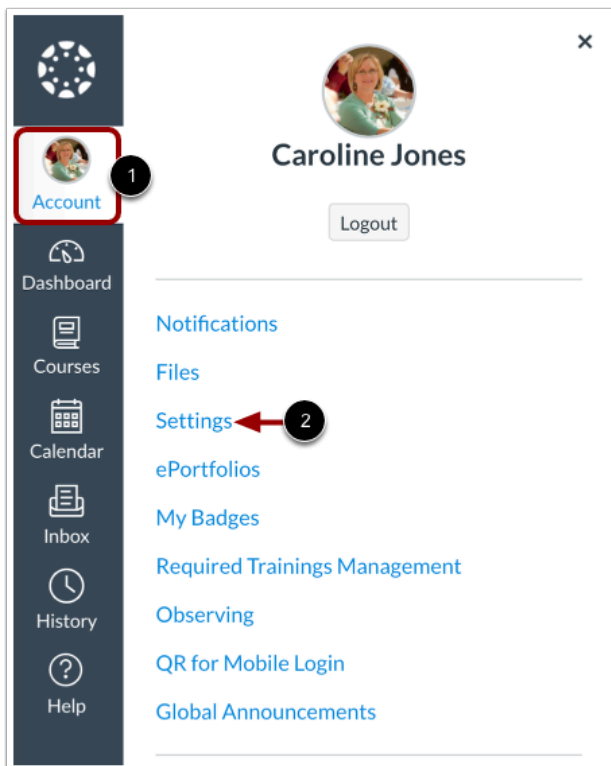 Account
1
Dashboard
Courses
Calendar
Inbox
History
Help
×
Caroline Jones
Logout
Notifications
Files
Settings
2
ePortfolios
My Badges
Required Trainings Management
Observing
QR for Mobile Login
Global Announcements